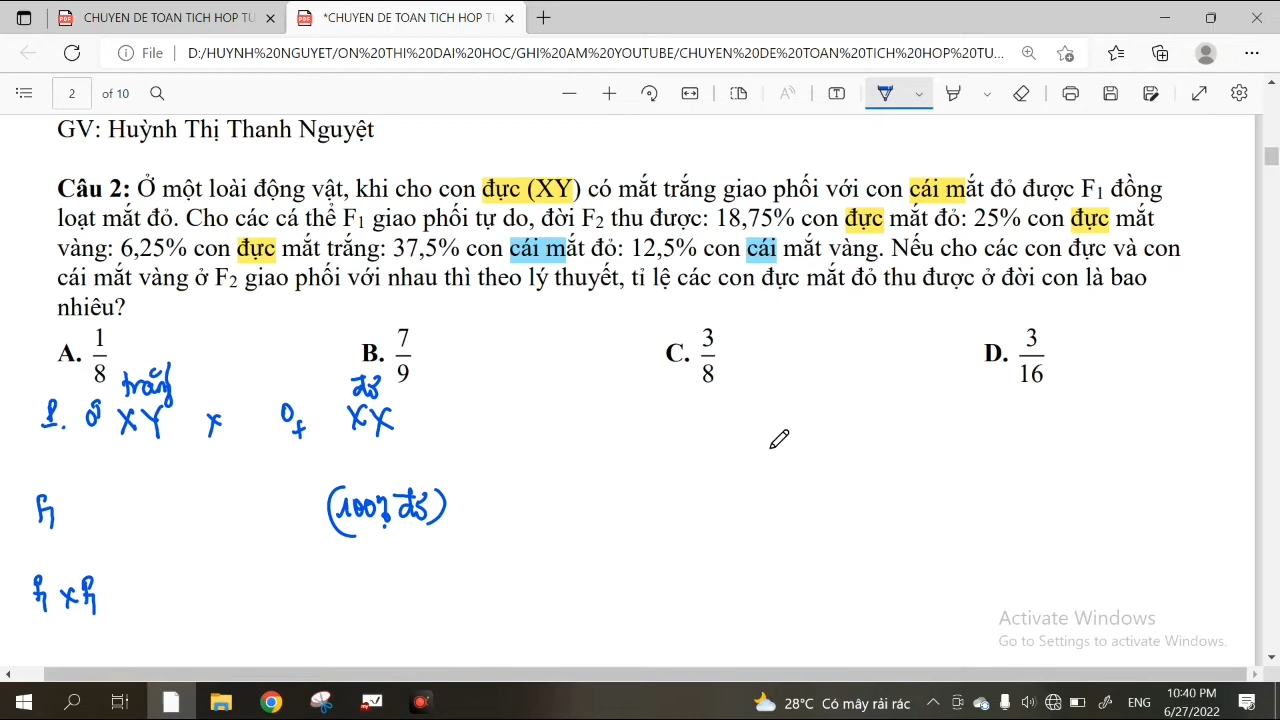 CHUYEN DE TOAN TICH HOP TU
*CHUYEN DE TOAN TICH HOP TU
File
D:/HUYNH%20NGUYET/ON%20THI%20DAI%20HOC/GHI%20AM%20YOUTUBE/CHUYEN%20DE%20TOAN%20TICH%20HOP%20TU...
2 of 10
GV: Huỳnh Thị Thanh Nguyệt
Câu 2: Ở một loài động vật, khi cho con đực (XY) có mắt trắng giao phối với con cái mắt đỏ được F1 đồng
loạt mắt đỏ. Cho các cá thể F1 giao phối tự do, đời F2 thu được: 18,75% con đực mắt đỏ: 25% con đực mắt
vàng: 6,25% con đực mắt trắng: 37,5% con cái mắt đỏ: 12,5% con cái mắt vàng. Nếu cho các con đực và con
cái mắt vàng ở F2 giao phối với nhau thì theo lý thuyết, tỉ lệ các con đực mắt đỏ thu được ở đời con là bao
nhiêu?
A. 1/8 B. 7/9 C. 3/8 D. 3/16
trắng đỏ
P. ♂ XY x ♀ XX
F1 (100% đỏ)
F1 x F1
Activate Windows
Go to Settings to activate Windows.
28°C Có mây rải rác
ENG
10:40 PM
6/27/2022